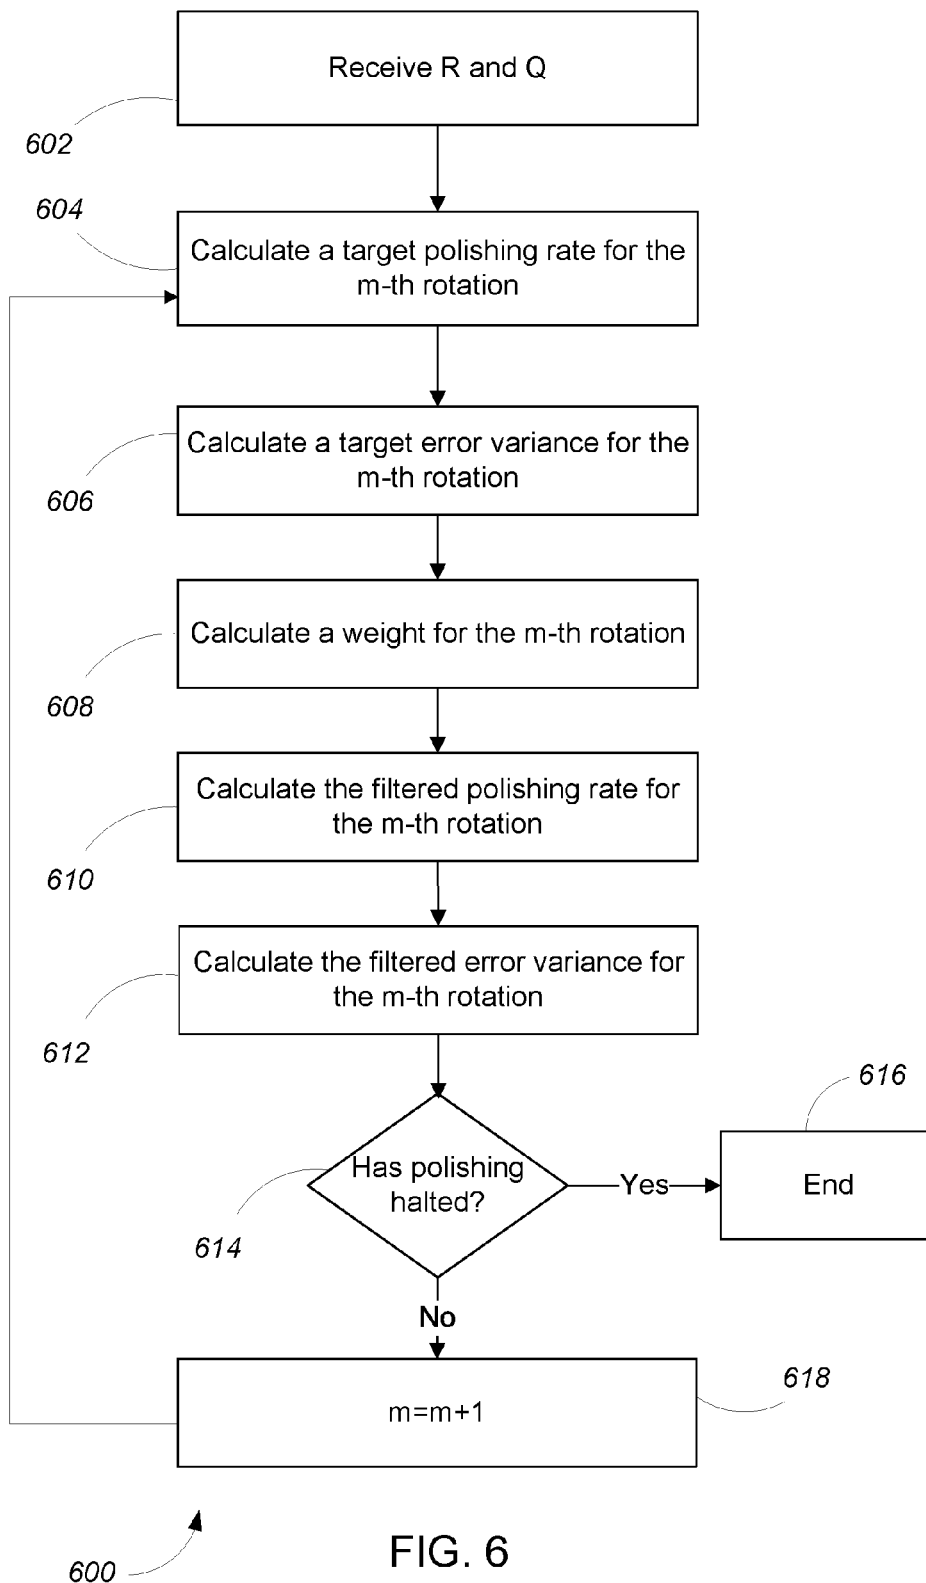 Receive R and Q
602
604
Calculate a target polishing rate for the
m-th rotation
Calculate a target error variance for the
m-th rotation
606
Calculate a weight for the m-th rotation
608
Calculate the filtered polishing rate for
the m-th rotation
610
Calculate the filtered error variance for
the m-th rotation
612
616
Has polishing
halted?
Yes
End
614
No
618
m=m+1
600
FIG. 6